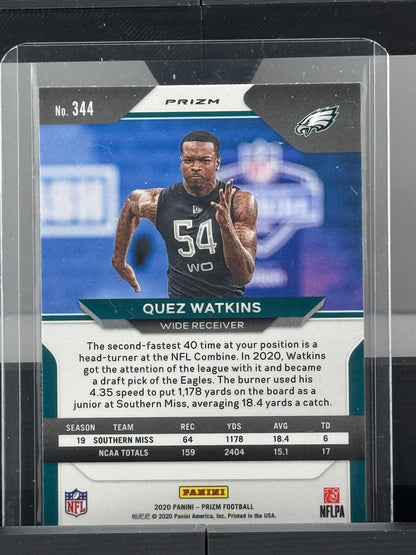 No. 344
PRIZM
NFL
54
WO
QUEZ WATKINS
WIDE RECEIVER
The second-fastest 40 time at your position is a
head-turner at the NFL Combine. In 2020, Watkins
got the attention of the league with it and became
a draft pick of the Eagles. The burner used his
4.35 speed to put 1,178 yards on the board as a
junior at Southern Miss, averaging 18.4 yards a catch.
SEASON TEAM REC YDS AVG TD
19 SOUTHERN MISS 64 1178 18.4 6
NCAA TOTALS 159 2404 15.1 17
NFL
PANINI
2020 PANINI - PRIZM FOOTBALL
帕尼尼 © 2020 Panini America, Inc. Printed in the USA.
NFLPA